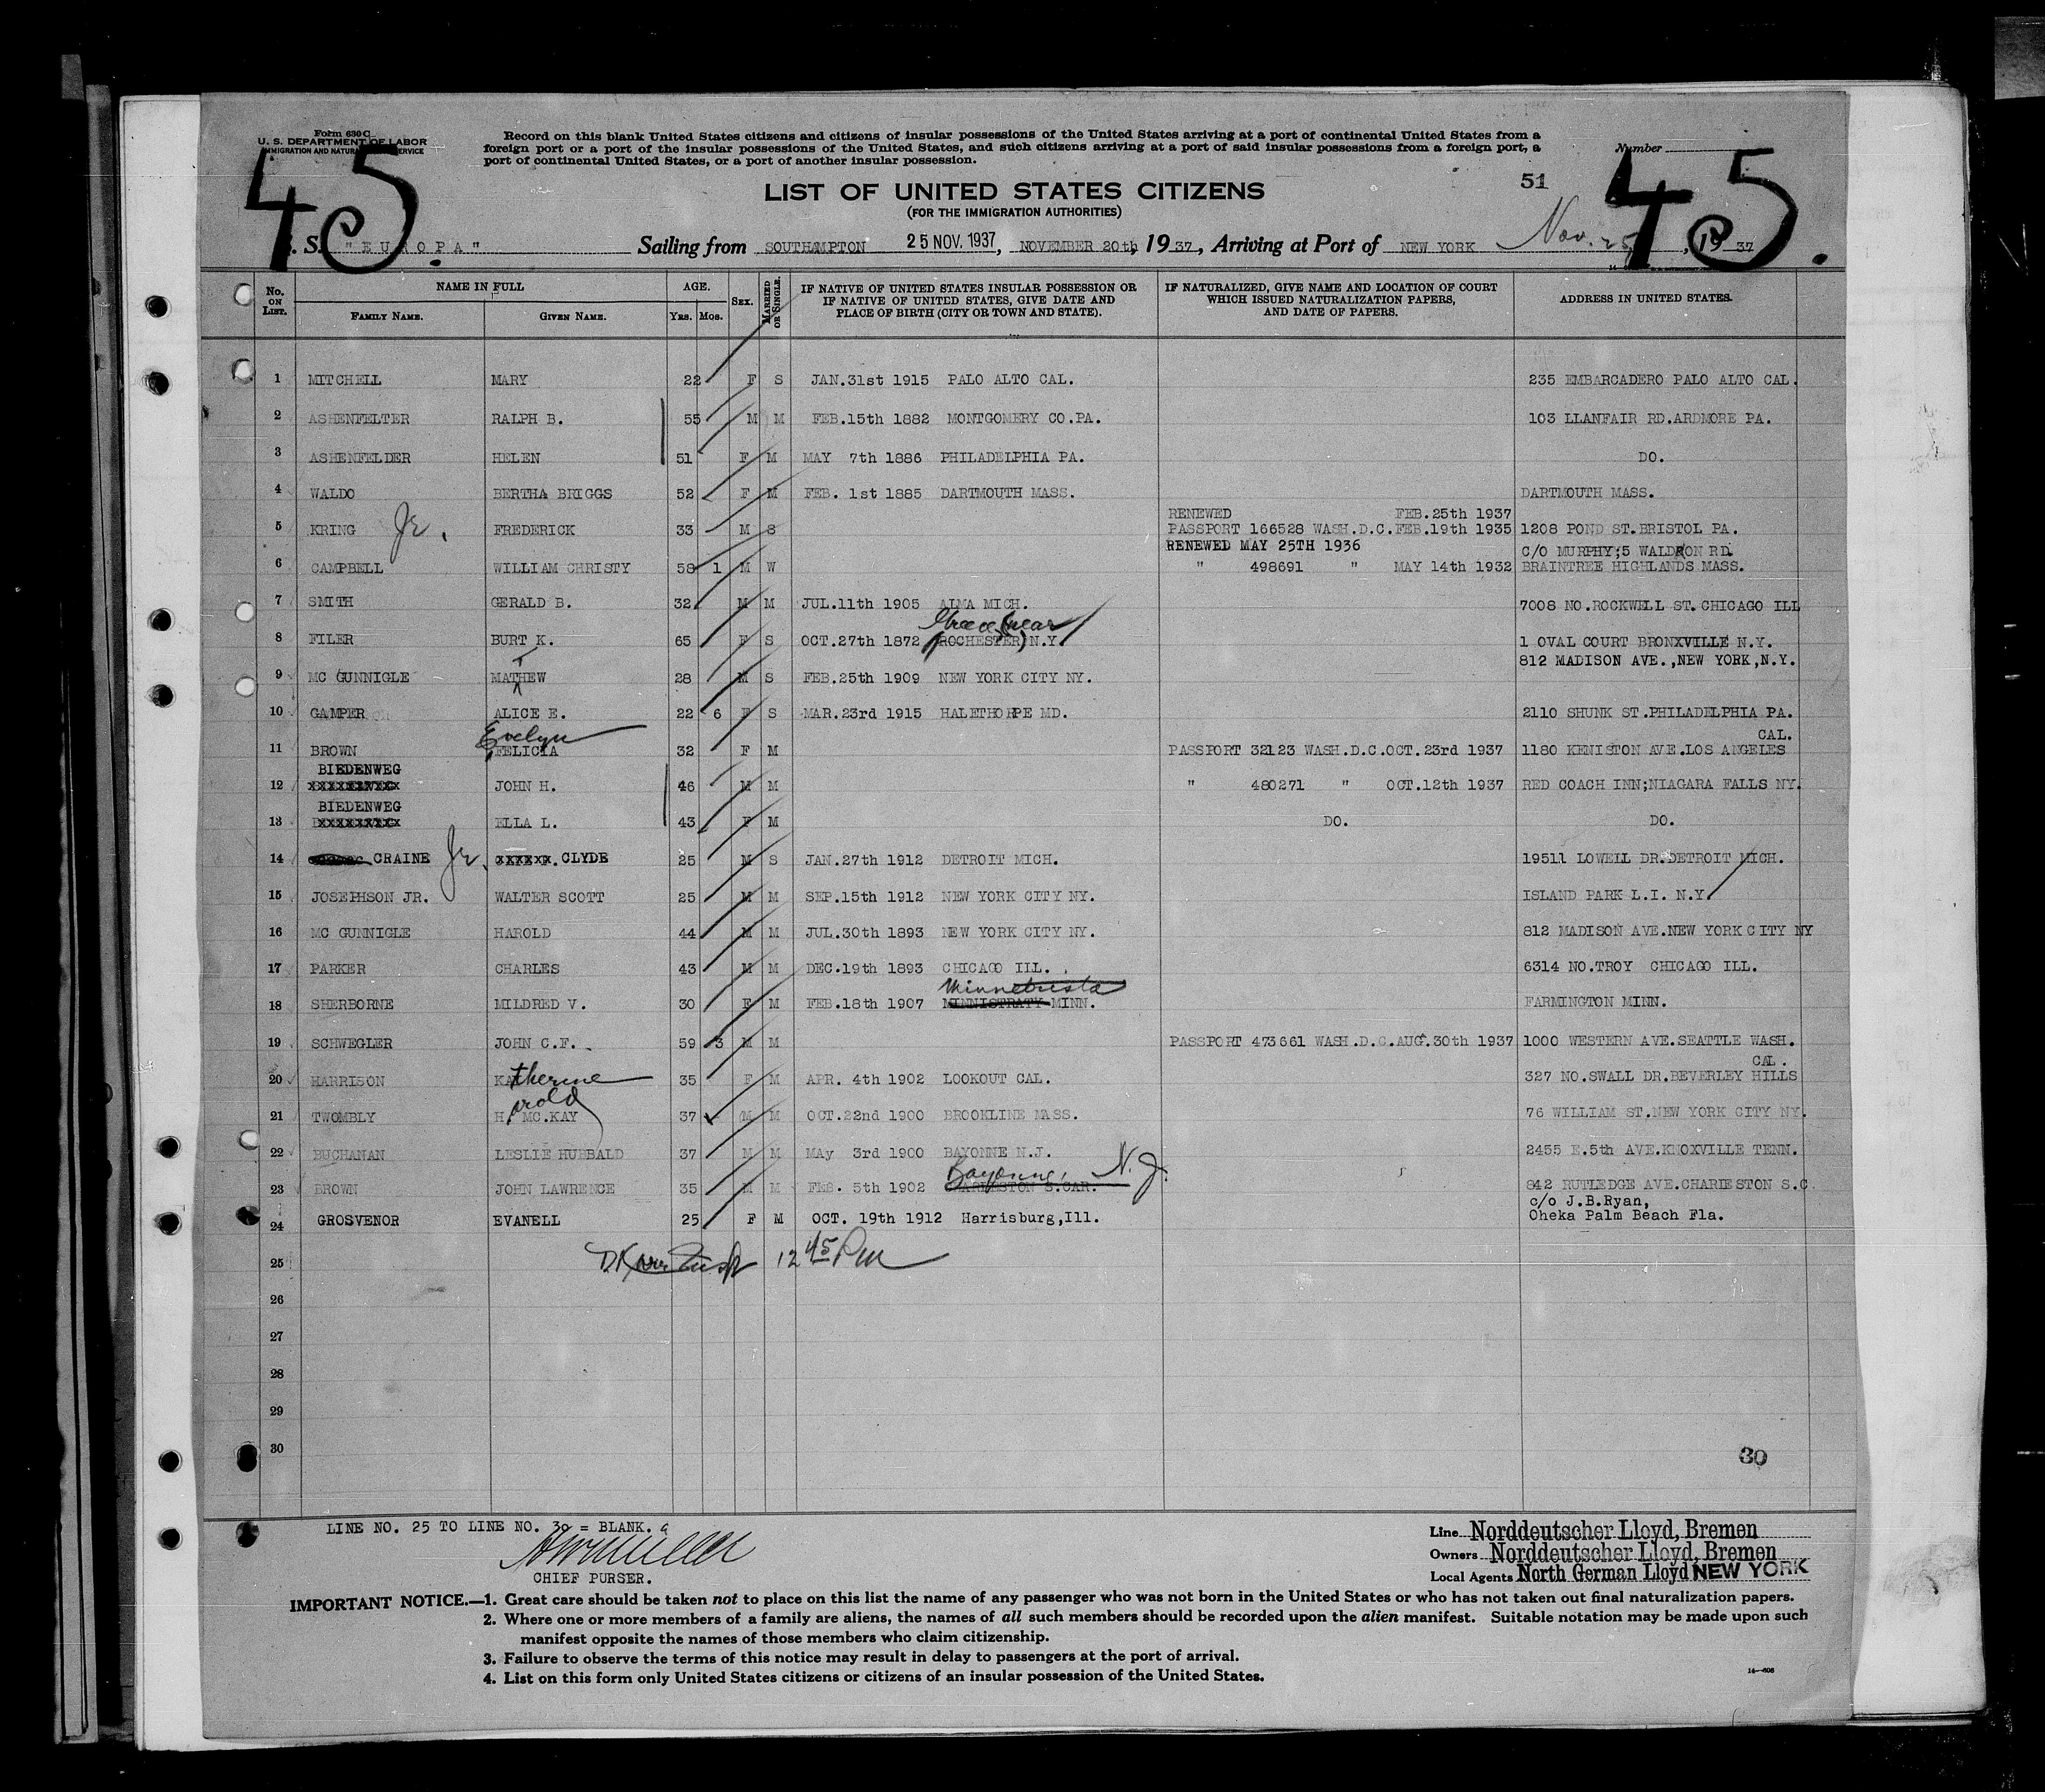 Form 630 C
U. S. DEPARTMENT OF LABOR
IMMIGRATION AND NATURALIZATION SERVICE
Record on this blank United States citizens and citizens of insular possessions of the United States arriving at a port of continental United States from a
foreign port or a port of the insular possessions of the United States, and such citizens arriving at a port of said insular possessions from a foreign port, a
port of continental United States, or a port of another insular possession.
Number
45
51
45.
LIST OF UNITED STATES CITIZENS
(FOR THE IMMIGRATION AUTHORITIES)
S. "EUROPA" Sailing from SOUTHAMPTON 25 NOV. 1937, NOVEMBER 20th, 1937, Arriving at Port of NEW YORK Nov. 25, 1937
No. ON LIST. NAME IN FULL AGE. SEX. MARRIED OR SINGLE. IF NATIVE OF UNITED STATES INSULAR POSSESSION OR IF NATIVE OF UNITED STATES, GIVE DATE AND PLACE OF BIRTH (CITY OR TOWN AND STATE). IF NATURALIZED, GIVE NAME AND LOCATION OF COURT WHICH ISSUED NATURALIZATION PAPERS, AND DATE OF PAPERS. ADDRESS IN UNITED STATES.
FAMILY NAME. GIVEN NAME. YRS. MOS.
1 MITCHELL MARY 22 F S JAN.31st 1915 PALO ALTO CAL. 235 EMBARCADERO PALO ALTO CAL.
2 ASHENFELTER RALPH B. 55 M M FEB.15th 1882 MONTGOMERY CO.PA. 103 LLANFAIR RD.ARDMORE PA.
3 ASHENFELDER HELEN 51 F M MAY 7th 1886 PHILADELPHIA PA. DO.
4 WALDO BERTHA BRIGGS 52 F M FEB. 1st 1885 DARTMOUTH MASS. DARTMOUTH MASS.
RENEWED FEB.25th 1937
5 KRING Jr. FREDERICK 33 M S PASSPORT 166528 WASH.D.C.FEB.19th 1935 1208 POND ST.BRISTOL PA.
RENEWED MAY 25TH 1936 C/O MURPHY;5 WALDRON RD.
6 CAMPBELL WILLIAM CHRISTY 58 1 M W " 498691 " MAY 14th 1932 BRAINTREE HIGHLANDS MASS.
7 SMITH GERALD B. 32 M M JUL.11th 1905 ALMA MICH. 7008 NO.ROCKWELL ST.CHICAGO ILL
Greece (near
8 FILER BURT K. 65 F S OCT.27th 1872 ROCHESTER) N.Y. 1 OVAL COURT BRONXVILLE N.Y.
812 MADISON AVE.,NEW YORK,N.Y.
T
9 MC GUNNIGLE MATHEW 28 M S FEB.25th 1909 NEW YORK CITY NY.
10 GAMPER ALICE E. 22 6 F S MAR.23rd 1915 HALETHORPE MD. 2110 SHUNK ST.PHILADELPHIA PA.
Evelyn CAL.
11 BROWN FELICIA 32 F M PASSPORT 32123 WASH.D.C.OCT.23rd 1937 1180 KENISTON AVE.LOS ANGELES
BIEDENWEG
12 JOHN H. 46 M M " 480271 " OCT.12th 1937 RED COACH INN;NIAGARA FALLS NY.
BIEDENWEG
13 ELLA L. 43 F M DO. DO.
14 CRAINE Jr. CLYDE 25 M S JAN.27th 1912 DETROIT MICH. 19511 LOWELL DR.DETROIT MICH.
15 JOSEPHSON JR. WALTER SCOTT 25 M M SEP.15th 1912 NEW YORK CITY NY. ISLAND PARK L.I. N.Y.
16 MC GUNNIGLE HAROLD 44 M M JUL.30th 1893 NEW YORK CITY NY. 812 MADISON AVE.NEW YORK CITY NY
17 PARKER CHARLES 43 M M DEC.19th 1893 CHICAGO ILL. 6314 NO.TROY CHICAGO ILL.
Minnetrista
18 SHERBORNE MILDRED V. 30 F M FEB.18th 1907 MINNISTRATY MINN. FARMINGTON MINN.
19 SCHWEGLER JOHN C.F. 59 3 M M PASSPORT 473661 WASH.D.C.AUG.30th 1937 1000 WESTERN AVE.SEATTLE WASH.
CAL.
20 HARRISON Katherine 35 F M APR. 4th 1902 LOOKOUT CAL. 327 NO.SWALL DR.BEVERLEY HILLS
arold
21 TWOMBLY H. MC.KAY 37 M M OCT.22nd 1900 BROOKLINE MASS. 76 WILLIAM ST.NEW YORK CITY NY.
22 BUCHANAN LESLIE HUBBALD 37 M M MAY 3rd 1900 BAYONNE N.J. 2455 E.5th AVE.KNOXVILLE TENN.
Bayonne, N.J.
23 BROWN JOHN LAWRENCE 35 M M FEB. 5th 1902 CHARLESTON S.CAR. 842 RUTLEDGE AVE.CHARLESTON S.C
c/o J.B.Ryan,
24 GROSVENOR EVANELL 25 F M OCT. 19th 1912 Harrisburg,Ill. Oheka Palm Beach Fla.
25 12 45 PM
26
27
28
29
30
30
LINE NO. 25 TO LINE NO. 30 = BLANK.
CHIEF PURSER.
Line Norddeutscher Lloyd, Bremen
Owners Norddeutscher Lloyd, Bremen
Local Agents North German Lloyd NEW YORK
IMPORTANT NOTICE.—1. Great care should be taken not to place on this list the name of any passenger who was not born in the United States or who has not taken out final naturalization papers.
2. Where one or more members of a family are aliens, the names of all such members should be recorded upon the alien manifest. Suitable notation may be made upon such
manifest opposite the names of those members who claim citizenship.
3. Failure to observe the terms of this notice may result in delay to passengers at the port of arrival.
4. List on this form only United States citizens or citizens of an insular possession of the United States.
14—606